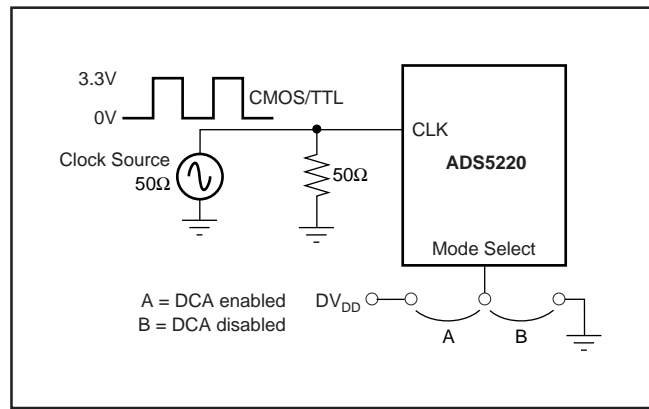 3.3V
CMOS/TTL
0V
CLK
Clock Source
50Ω
50Ω
ADS5220
Mode Select
A = DCA enabled
B = DCA disabled
DV_DD
A
B